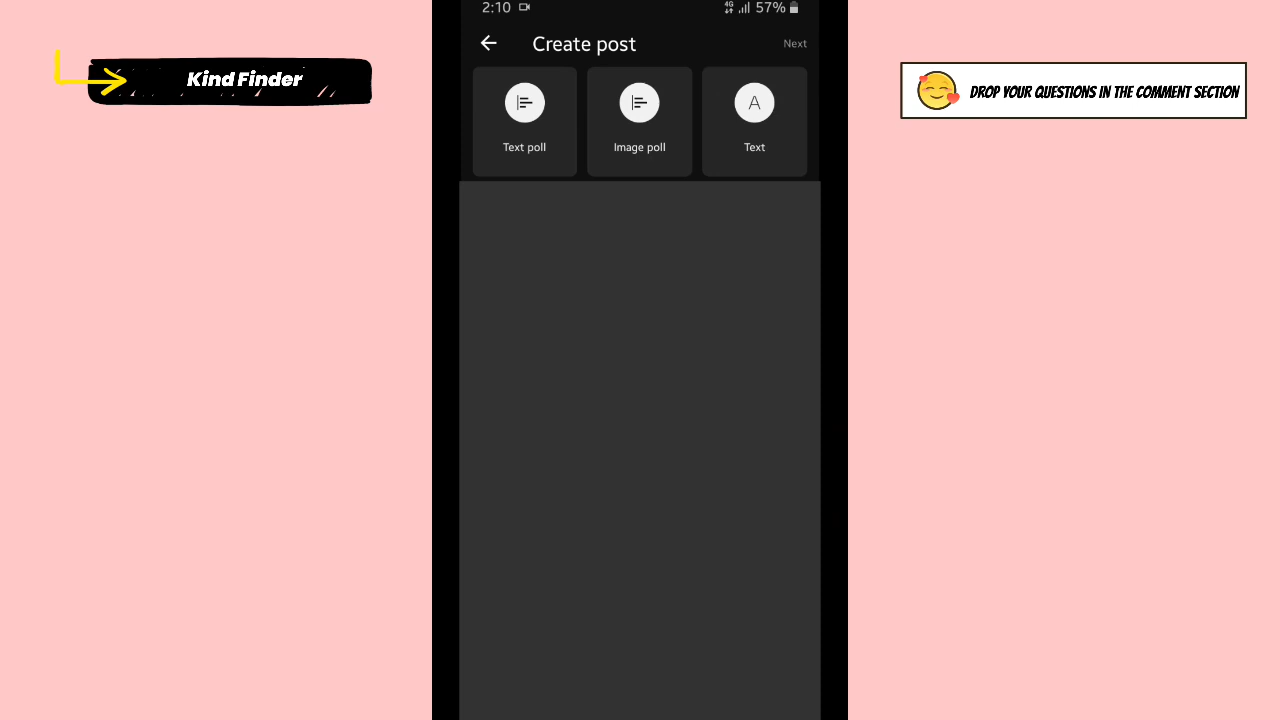 2:10
4G 57%
Create post
Next
Kind Finder
DROP YOUR QUESTIONS IN THE COMMENT SECTION
Text poll
Image poll
A
Text